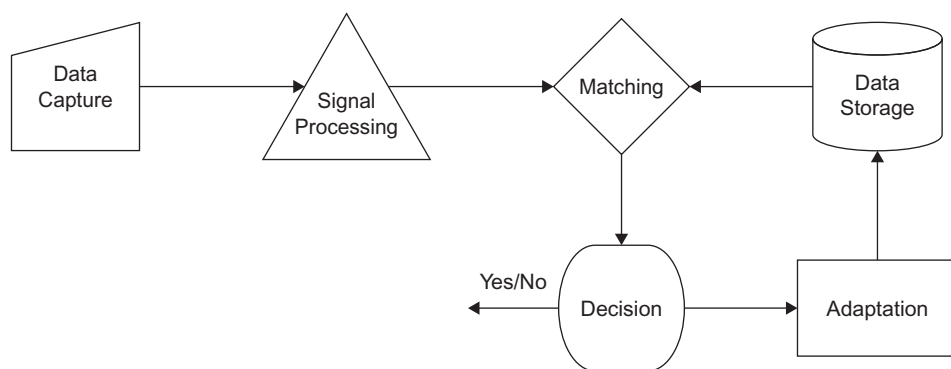 Data
Capture
Signal
Processing
Matching
Data
Storage
Yes/No
Decision
Adaptation